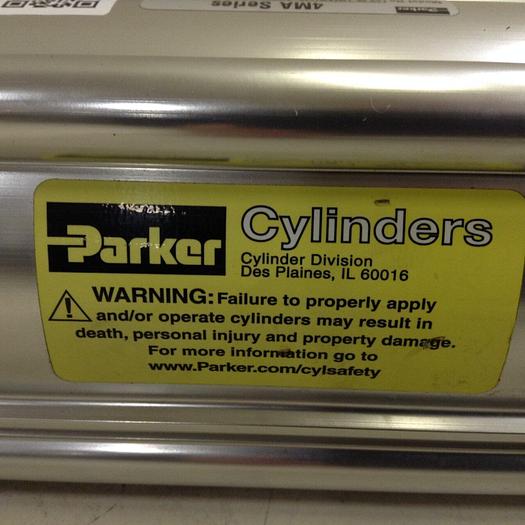 4MA Series
Parker
Parker
Cylinders
Cylinder Division
Des Plaines, IL 60016
WARNING: Failure to properly apply
and/or operate cylinders may result in
death, personal injury and property damage.
For more information go to
www.Parker.com/cylsafety